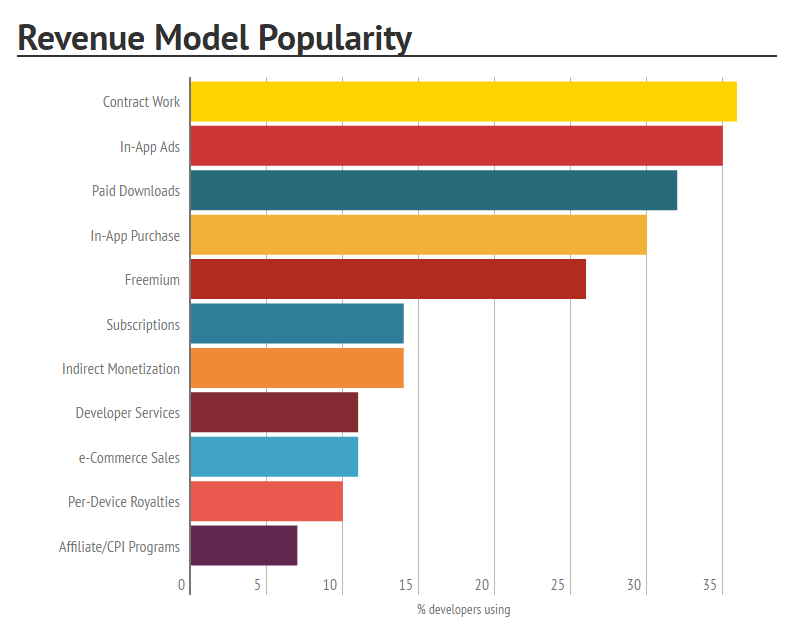 Revenue Model Popularity
Contract Work
In-App Ads
Paid Downloads
In-App Purchase
Freemium
Subscriptions
Indirect Monetization
Developer Services
e-Commerce Sales
Per-Device Royalties
Affiliate/CPI Programs
0 5 10 15 20 25 30 35
% developers using